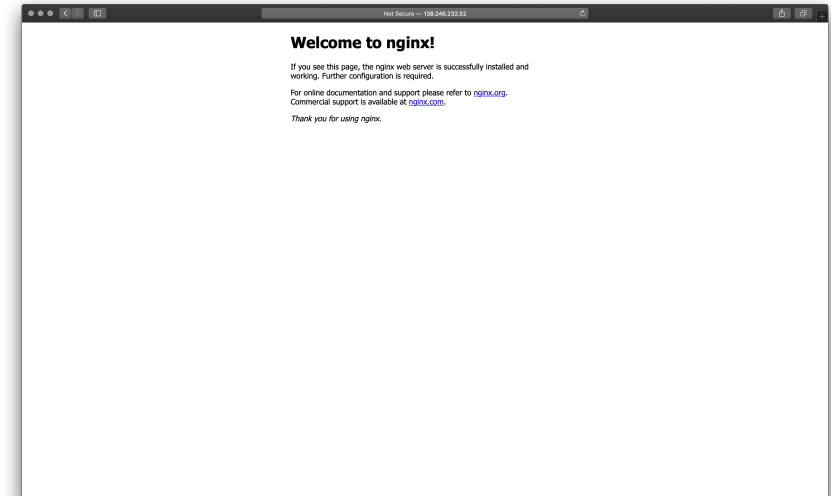 Not Secure — 138.246.232.52
Welcome to nginx!
If you see this page, the nginx web server is successfully installed and
working. Further configuration is required.
For online documentation and support please refer to nginx.org.
Commercial support is available at nginx.com.
Thank you for using nginx.